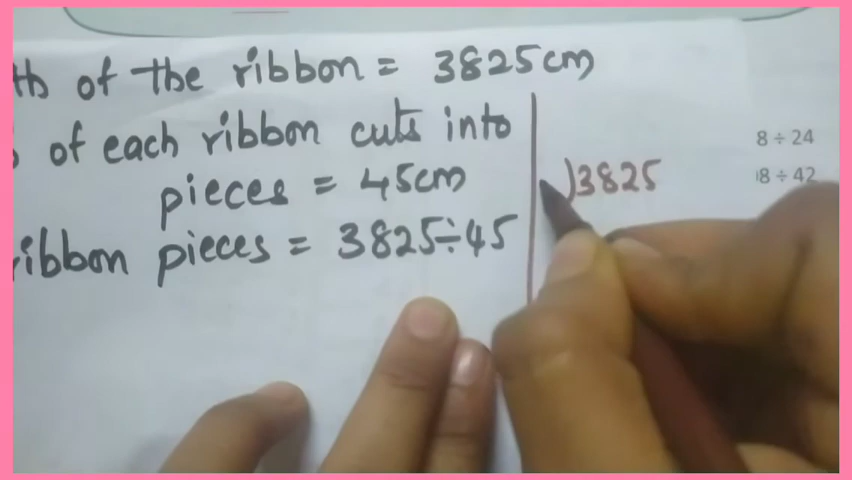 th of the ribbon = 3825cm
of each ribbon cuts into
pieces = 45cm
ribbon pieces = 3825÷45
)3825
8 ÷ 24
8 ÷ 42